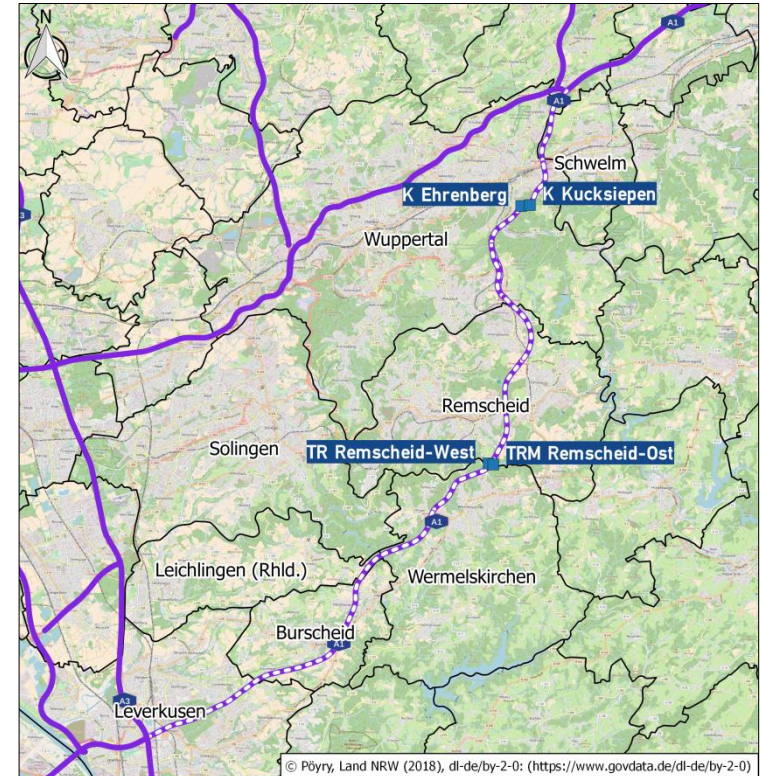 N
A1
A1
Schwelm
K Ehrenberg
K Kucksiepen
3
Wuppertal
Remscheid
Solingen
TR Remscheid-West
TRM Remscheid-Ost
A1
Leichlingen (Rhld.)
Wermelskirchen
Burscheid
A1
A3
Leverkusen
© Pöyry, Land NRW (2018), dl-de/by-2-0: (https://www.govdata.de/dl-de/by-2-0)